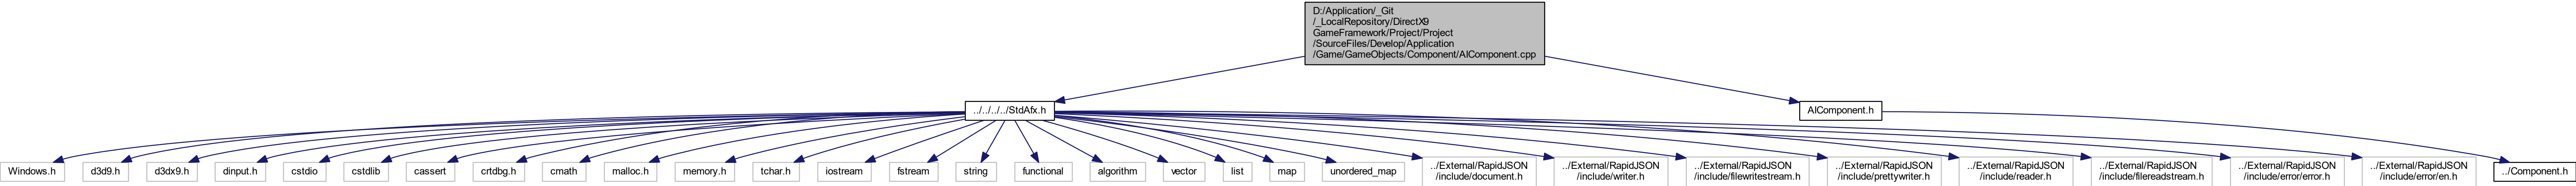 D:/Application/_Git
/_LocalRepository/DirectX9
GameFramework/Project/Project
/SourceFiles/Develop/Application
/Game/GameObjects/Component/AIComponent.cpp
../../../../StdAfx.h
AIComponent.h
Windows.h
d3d9.h
d3dx9.h
dinput.h
cstdio
cstdlib
cassert
crtdbg.h
cmath
malloc.h
memory.h
tchar.h
iostream
fstream
string
functional
algorithm
vector
list
map
unordered_map
../External/RapidJSON
/include/document.h
../External/RapidJSON
/include/writer.h
../External/RapidJSON
/include/filewritestream.h
../External/RapidJSON
/include/prettywriter.h
../External/RapidJSON
/include/reader.h
../External/RapidJSON
/include/filereadstream.h
../External/RapidJSON
/include/error/error.h
../External/RapidJSON
/include/error/en.h
../Component.h